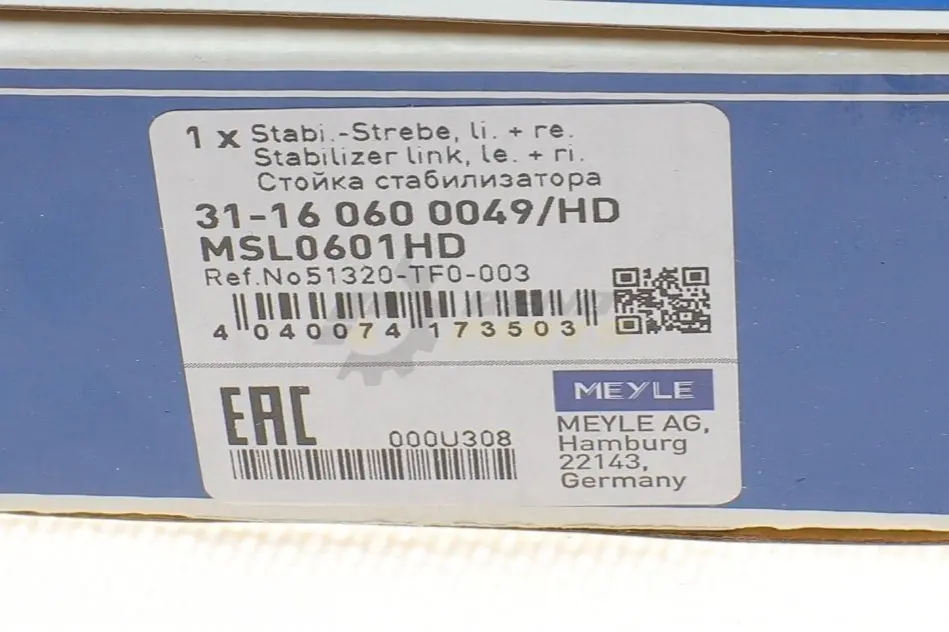 1 x Stabi.-Strebe, li. + re.
Stabilizer link, le. + ri.
Стойка стабилизатора
31-16 060 0049/HD
MSL0601HD
Ref.No51320-TF0-003
4 040074 173503
EAC
000U308
MEYLE
MEYLE AG,
Hamburg
22143,
Germany